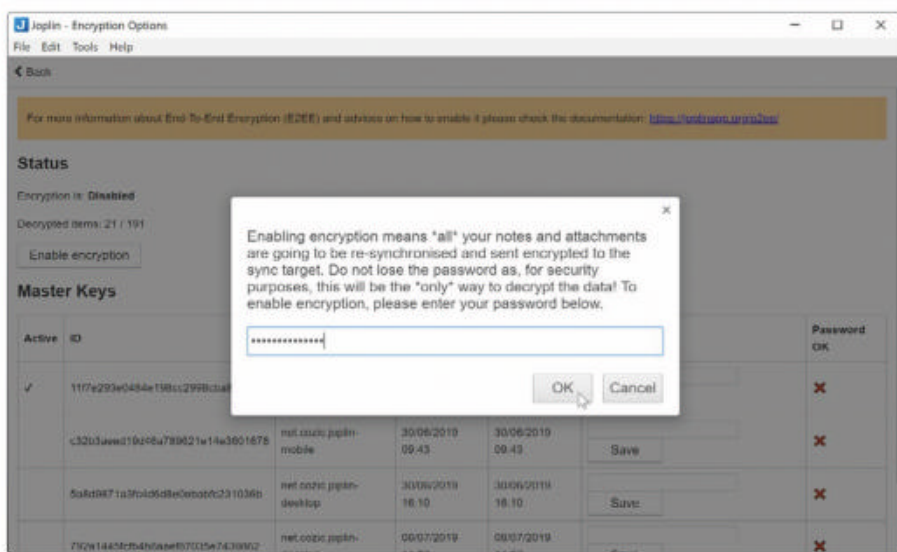 Joplin - Encryption Options
File Edit Tools Help
Back
For more information about End-To-End Encryption (E2EE) and advices on how to enable it please check the documentation: https://joplinapp.org/e2ee/
Status
Encryption is: Disabled
Decrypted items: 21 / 191
Enable encryption
Master Keys
Enabling encryption means *all* your notes and attachments
are going to be re-synchronised and sent encrypted to the
sync target. Do not lose the password as, for security
purposes, this will be the *only* way to decrypt the data! To
enable encryption, please enter your password below.
OK Cancel
Active ID Password OK
net.cozic.joplin-mobile 30/06/2019 09:43 30/06/2019 09:43 Save
net.cozic.joplin-desktop 30/06/2019 16:10 30/06/2019 16:10 Save
net.cozic.joplin- 06/07/2019 06/07/2019